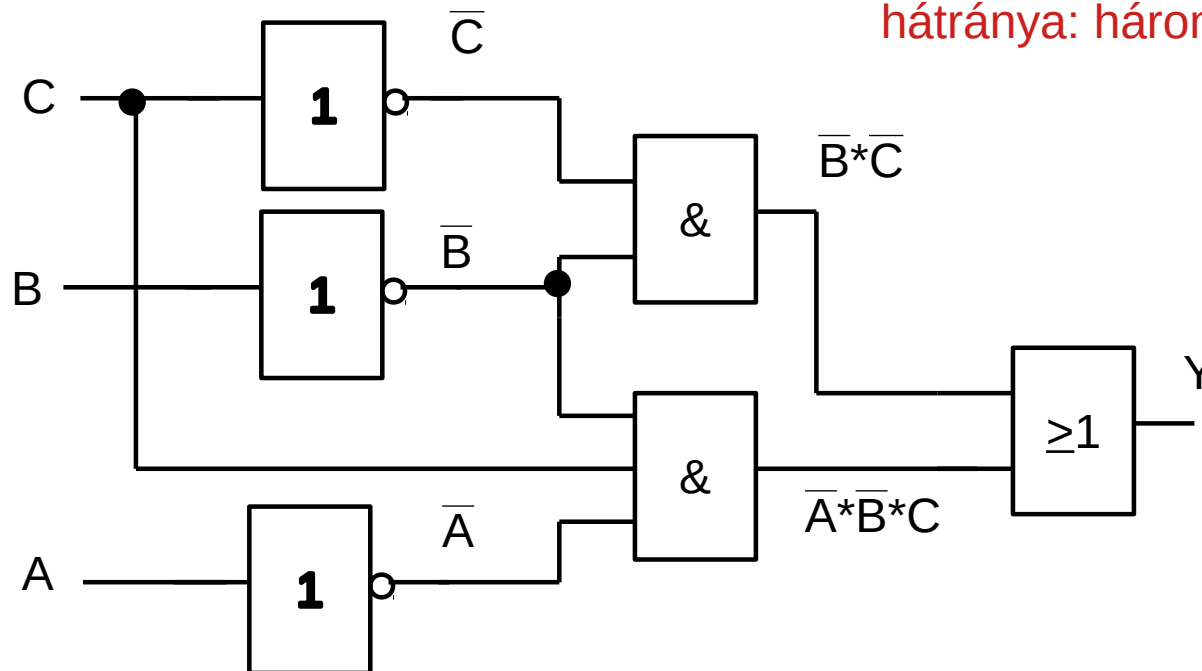 hátránya: háron
C̅
C
1
B̅*C̅
&
B̅
B
1
Y
≥1
&
A̅*B̅*C
A̅
A
1